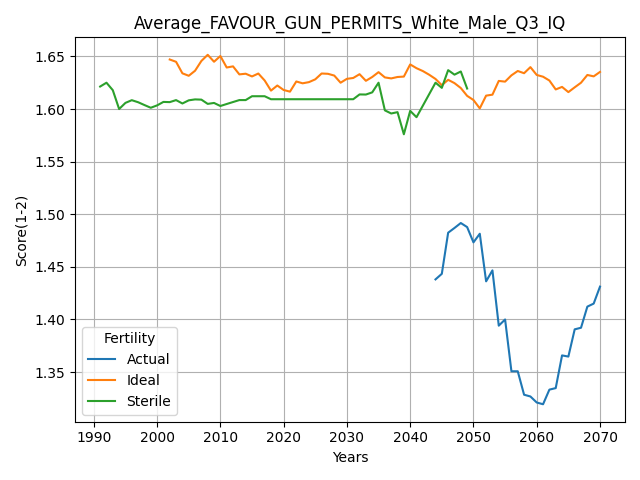 Average_FAVOUR_GUN_PERMITS_White_Male_Q3_IQ
Score(1-2)
1.65
1.60
1.55
1.50
1.45
1.40
1.35
Fertility
Actual
Ideal
Sterile
1990 2000 2010 2020 2030 2040 2050 2060 2070
Years